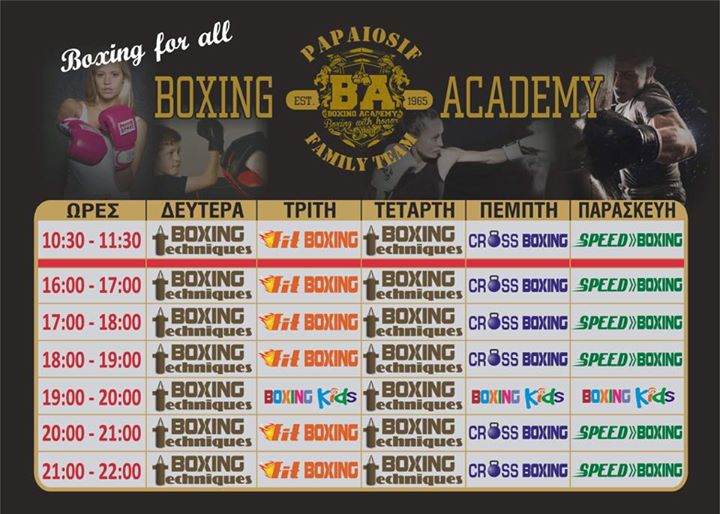 Boxing for all
BOXING
PAPAIOSIF
EST. BA 1965
BOXING ACADEMY
Boxing with honor
FAMILY TEAM
ACADEMY
ΩΡΕΣ ΔΕΥΤΕΡΑ ΤΡΙΤΗ ΤΕΤΑΡΤΗ ΠΕΜΠΤΗ ΠΑΡΑΣΚΕΥΗ
10:30 - 11:30 BOXING techniques fit BOXING BOXING techniques CROSS BOXING SPEED BOXING
16:00 - 17:00 BOXING techniques fit BOXING BOXING techniques CROSS BOXING SPEED BOXING
17:00 - 18:00 BOXING techniques fit BOXING BOXING techniques CROSS BOXING SPEED BOXING
18:00 - 19:00 BOXING techniques fit BOXING BOXING techniques CROSS BOXING SPEED BOXING
19:00 - 20:00 BOXING techniques BOXING Kids BOXING techniques BOXING Kids BOXING Kids
20:00 - 21:00 BOXING techniques fit BOXING BOXING techniques CROSS BOXING SPEED BOXING
21:00 - 22:00 BOXING techniques fit BOXING BOXING techniques CROSS BOXING SPEED BOXING